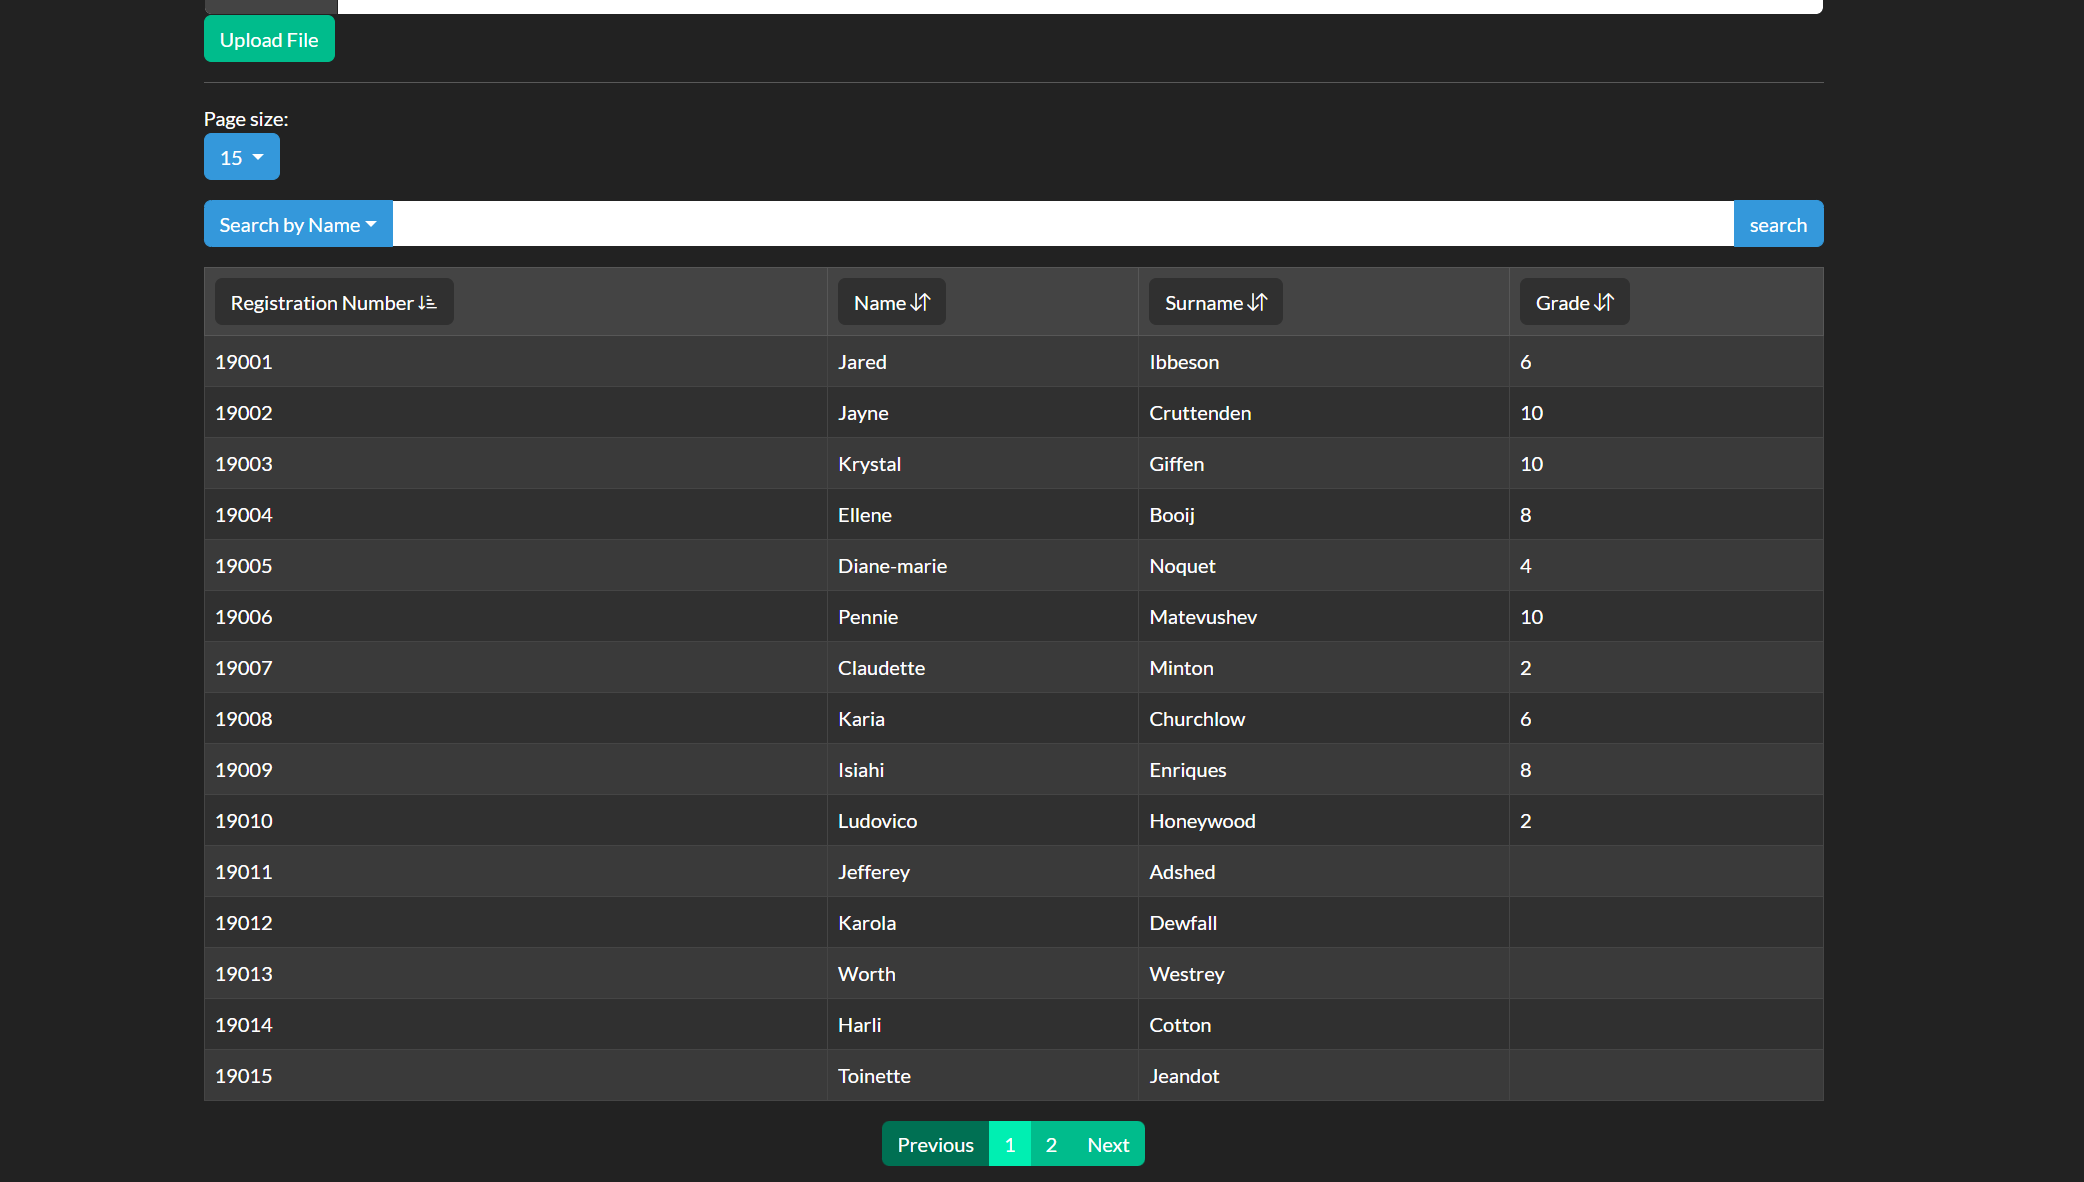 Upload File
Page size:
15
Search by Name search
Registration Number Name Surname Grade
19001 Jared Ibbeson 6
19002 Jayne Cruttenden 10
19003 Krystal Giffen 10
19004 Ellene Booij 8
19005 Diane-marie Noquet 4
19006 Pennie Matevushev 10
19007 Claudette Minton 2
19008 Karia Churchlow 6
19009 Isiahi Enriques 8
19010 Ludovico Honeywood 2
19011 Jefferey Adshed
19012 Karola Dewfall
19013 Worth Westrey
19014 Harli Cotton
19015 Toinette Jeandot
Previous 1 2 Next